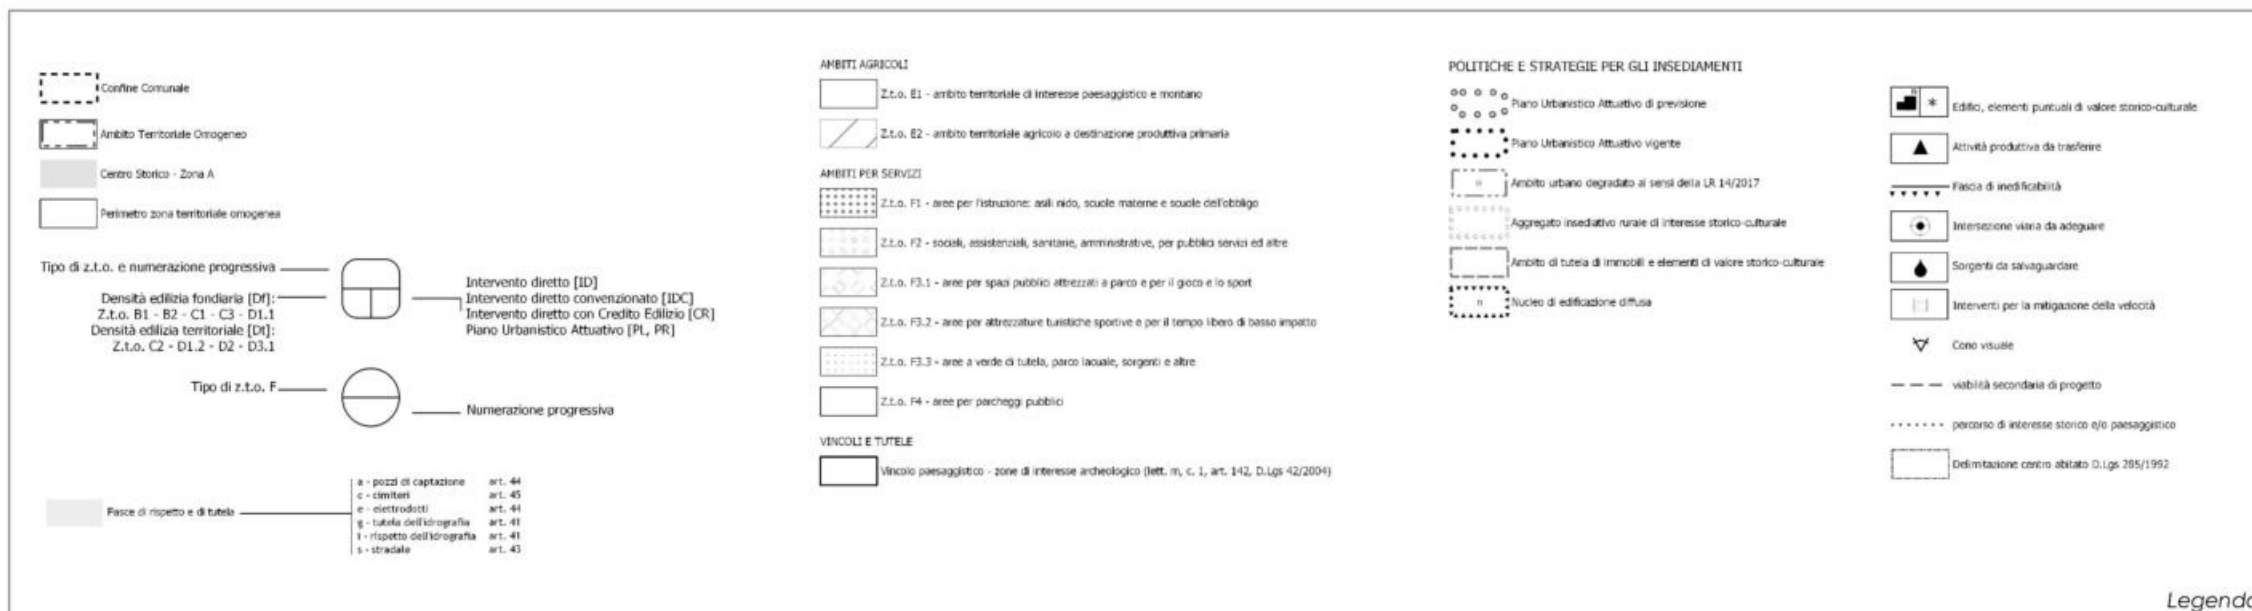 Confine Comunale
Ambito Territoriale Omogeneo
Centro Storico - Zona A
Perimetro zona territoriale omogenea
Tipo di z.t.o. e numerazione progressiva
Densità edilizia fondiaria [Df]:
Z.t.o. B1 - B2 - C1 - C3 - D1.1
Densità edilizia territoriale [Dt]:
Z.t.o. C2 - D1.2 - D2 - D3.1
Intervento diretto [ID]
Intervento diretto convenzionato [IDC]
Intervento diretto con Credito Edilizio [CR]
Piano Urbanistico Attuativo [PL, PR]
Tipo di z.t.o. F
Numerazione progressiva
Fasce di rispetto e di tutela
a - pozzi di captazione art. 44
c - cimiteri art. 45
e - elettrodotti art. 44
g - tutela dell'idrografia art. 41
i - rispetto dell'idrografia art. 41
s - stradale art. 43
AMBITI AGRICOLI
Z.t.o. E1 - ambito territoriale di interesse paesaggistico e montano
Z.t.o. E2 - ambito territoriale agricolo a destinazione produttiva primaria
AMBITI PER SERVIZI
Z.t.o. F1 - aree per l'istruzione: asili nido, scuole materne e scuole dell'obbligo
Z.t.o. F2 - sociali, assistenziali, sanitarie, amministrative, per pubblici servizi ed altre
Z.t.o. F3.1 - aree per spazi pubblici attrezzati a parco e per il gioco e lo sport
Z.t.o. F3.2 - aree per attrezzature turistiche sportive e per il tempo libero di basso impatto
Z.t.o. F3.3 - aree a verde di tutela, parco lacuale, sorgenti e altre
Z.t.o. F4 - aree per parcheggi pubblici
VINCOLI E TUTELE
Vincolo paesaggistico - zone di interesse archeologico (lett. m, c. 1, art. 142, D.Lgs 42/2004)
POLITICHE E STRATEGIE PER GLI INSEDIAMENTI
Piano Urbanistico Attuativo di previsione
Piano Urbanistico Attuativo vigente
n Ambito urbano degradato ai sensi della LR 14/2017
Aggregato insediativo rurale di interesse storico-culturale
Ambito di tutela di immobili e elementi di valore storico-culturale
n Nucleo di edificazione diffusa
n * Edifici, elementi puntuali di valore storico-culturale
Attività produttiva da trasferire
Fascia di inedificabilità
Intersezione viaria da adeguare
Sorgenti da salvaguardare
Interventi per la mitigazione della velocità
Cono visuale
viabilità secondaria di progetto
percorso di interesse storico e/o paesaggistico
Delimitazione centro abitato D.Lgs 285/1992
Legenda